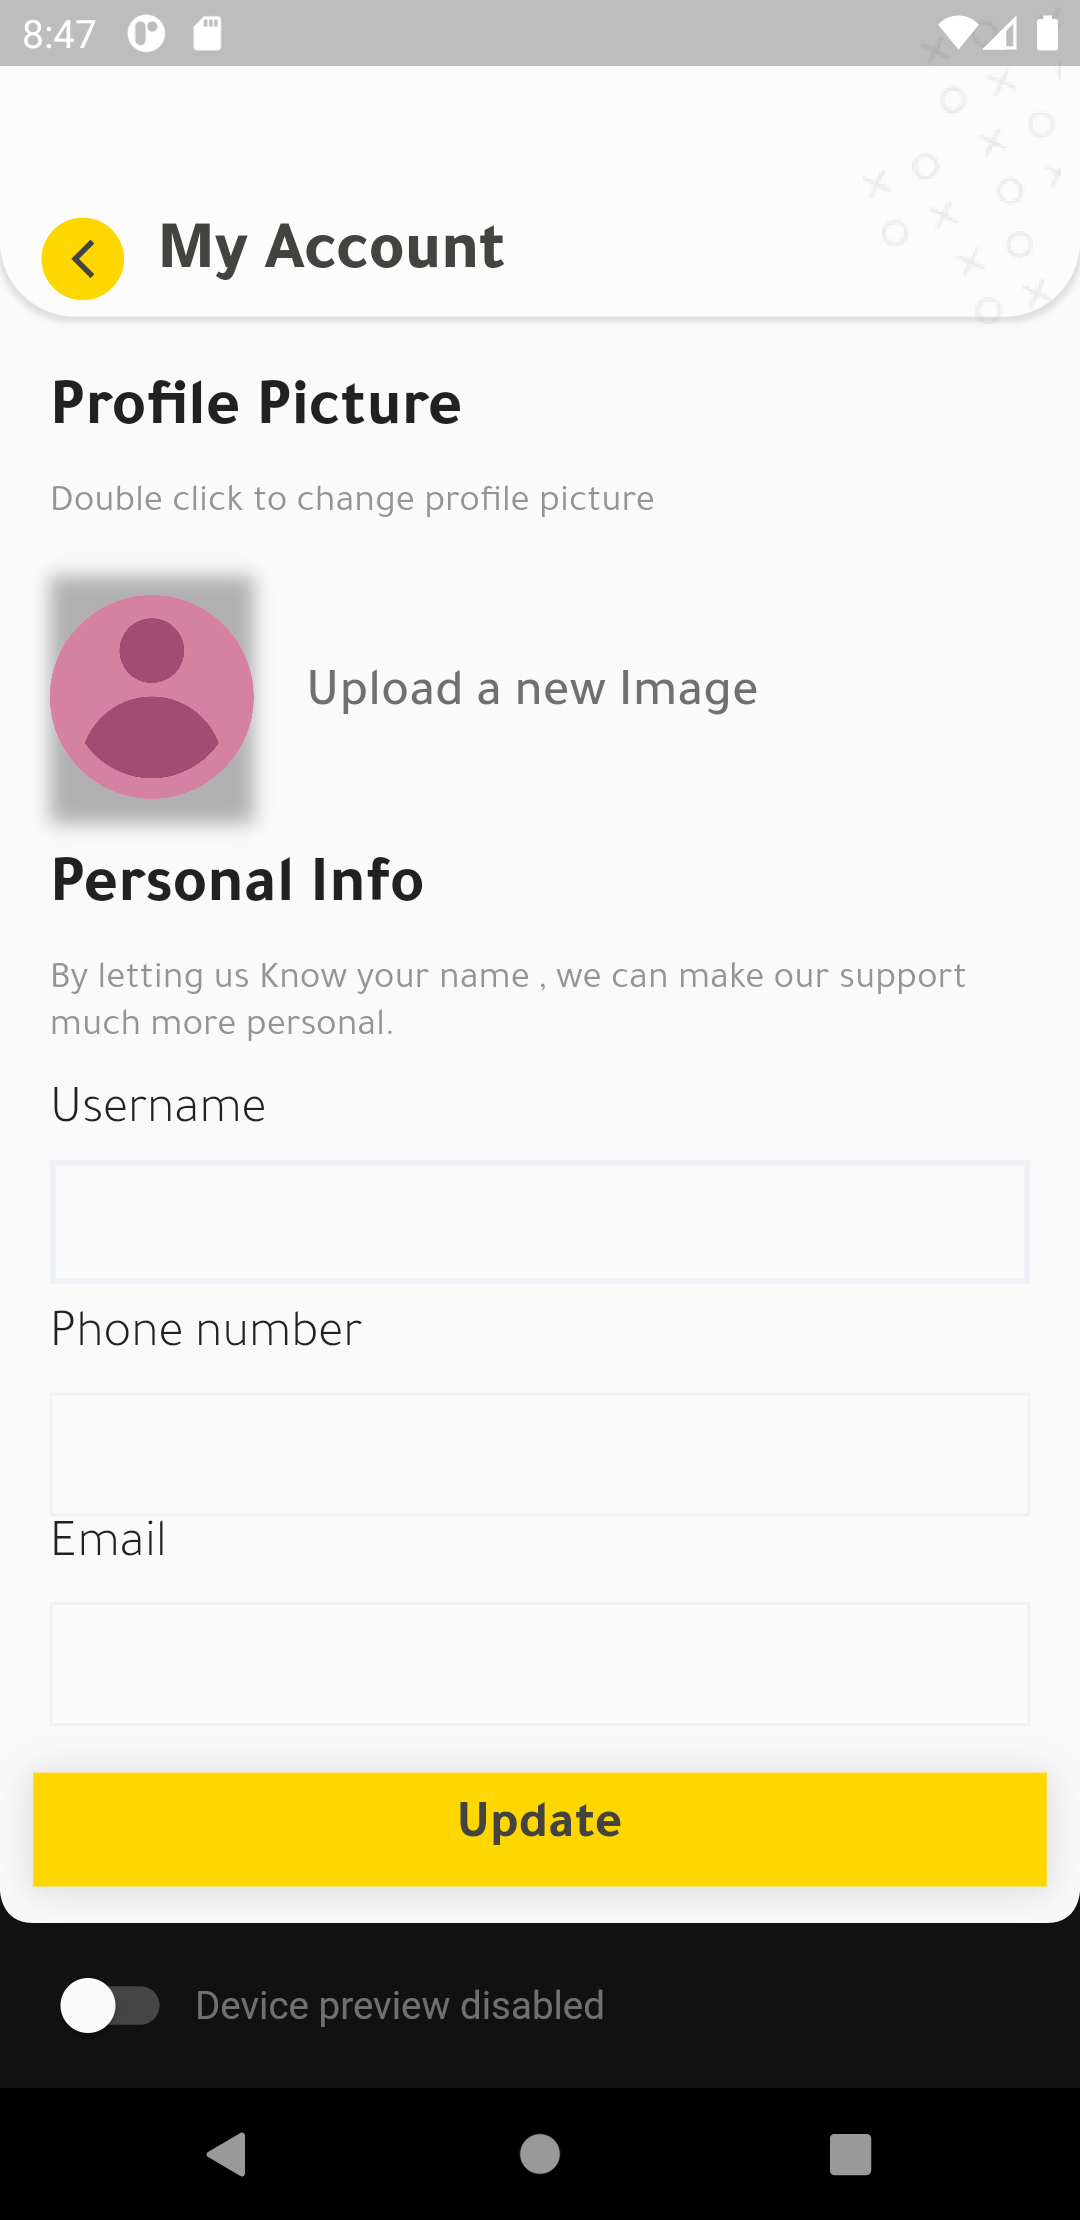 8:47
My Account
Profile Picture
Double click to change profile picture
Upload a new Image
Personal Info
By letting us Know your name , we can make our support
much more personal.
Username
Phone number
Email
Update
Device preview disabled